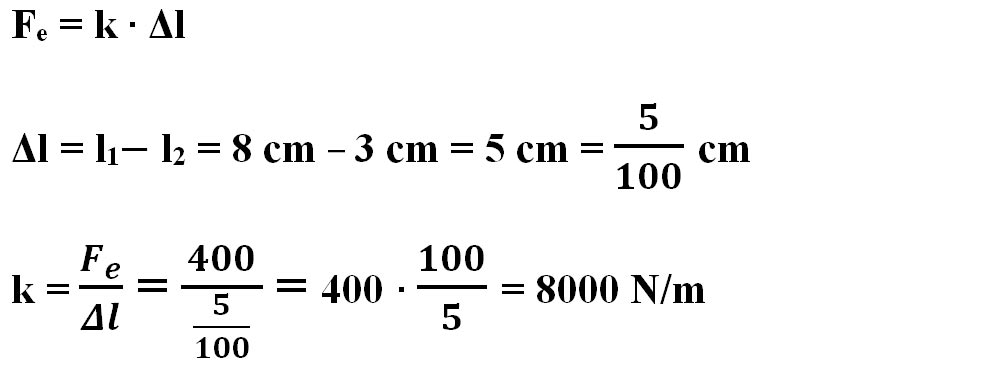 Fₑ = k · Δl
Δl = l₁− l₂ = 8 cm – 3 cm = 5 cm = 5/100 cm
k = Fₑ/Δl = 400/(5/100) = 400 · 100/5 = 8000 N/m